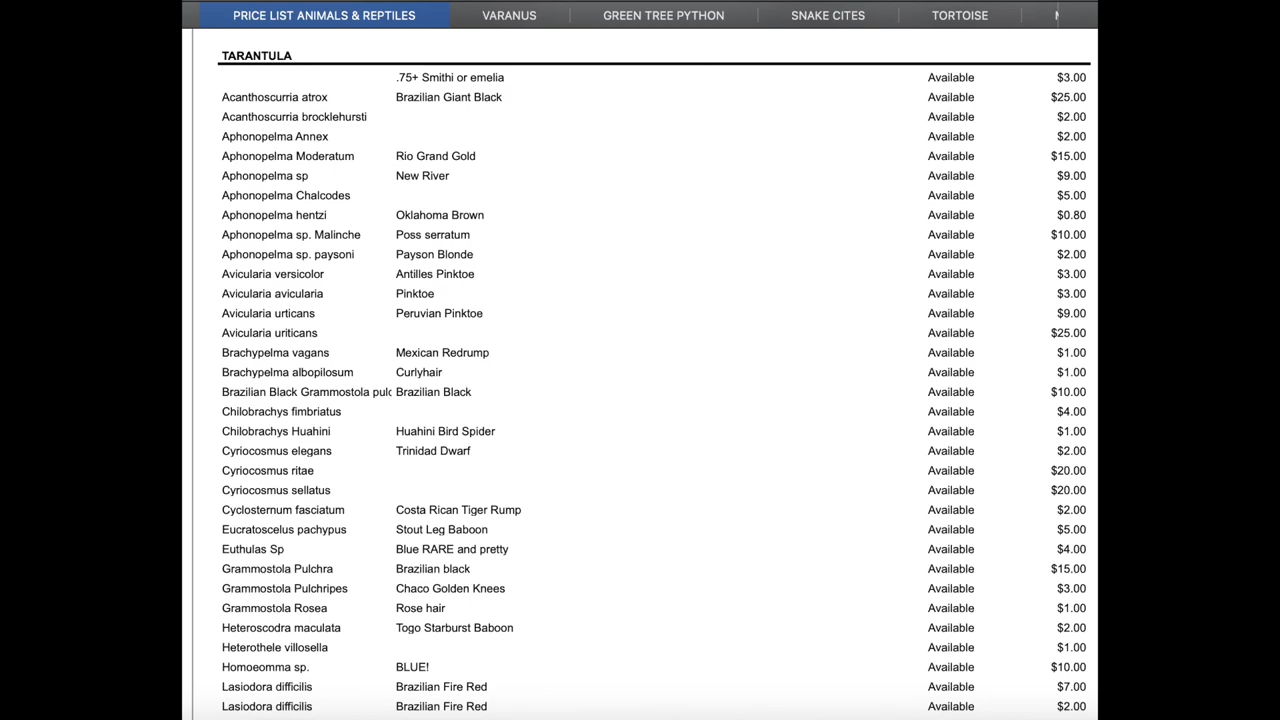 PRICE LIST ANIMALS & REPTILES VARANUS GREEN TREE PYTHON SNAKE CITES TORTOISE
TARANTULA
.75+ Smithi or emelia Available $3.00
Acanthoscurria atrox Brazilian Giant Black Available $25.00
Acanthoscurria brocklehursti Available $2.00
Aphonopelma Annex Available $2.00
Aphonopelma Moderatum Rio Grand Gold Available $15.00
Aphonopelma sp New River Available $9.00
Aphonopelma Chalcodes Available $5.00
Aphonopelma hentzi Oklahoma Brown Available $0.80
Aphonopelma sp. Malinche Poss serratum Available $10.00
Aphonopelma sp. paysoni Payson Blonde Available $2.00
Avicularia versicolor Antilles Pinktoe Available $3.00
Avicularia avicularia Pinktoe Available $3.00
Avicularia urticans Peruvian Pinktoe Available $9.00
Avicularia uriticans Available $25.00
Brachypelma vagans Mexican Redrump Available $1.00
Brachypelma albopilosum Curlyhair Available $1.00
Brazilian Black Grammostola pulc Brazilian Black Available $10.00
Chilobrachys fimbriatus Available $4.00
Chilobrachys Huahini Huahini Bird Spider Available $1.00
Cyriocosmus elegans Trinidad Dwarf Available $2.00
Cyriocosmus ritae Available $20.00
Cyriocosmus sellatus Available $20.00
Cyclosternum fasciatum Costa Rican Tiger Rump Available $2.00
Eucratoscelus pachypus Stout Leg Baboon Available $5.00
Euthulas Sp Blue RARE and pretty Available $4.00
Grammostola Pulchra Brazilian black Available $15.00
Grammostola Pulchripes Chaco Golden Knees Available $3.00
Grammostola Rosea Rose hair Available $1.00
Heteroscodra maculata Togo Starburst Baboon Available $2.00
Heterothele villosella Available $1.00
Homoeomma sp. BLUE! Available $10.00
Lasiodora difficilis Brazilian Fire Red Available $7.00
Lasiodora difficilis Brazilian Fire Red Available $2.00